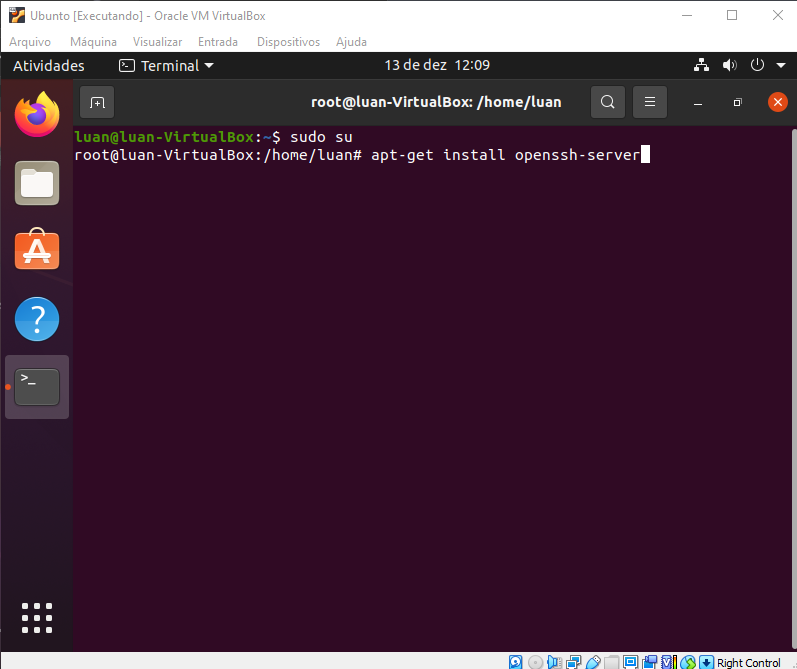 Ubunto [Executando] - Oracle VM VirtualBox
Arquivo Máquina Visualizar Entrada Dispositivos Ajuda
Atividades Terminal 13 de dez 12:09
root@luan-VirtualBox: /home/luan
luan@luan-VirtualBox:~$ sudo su
root@luan-VirtualBox:/home/luan# apt-get install openssh-server
Right Control